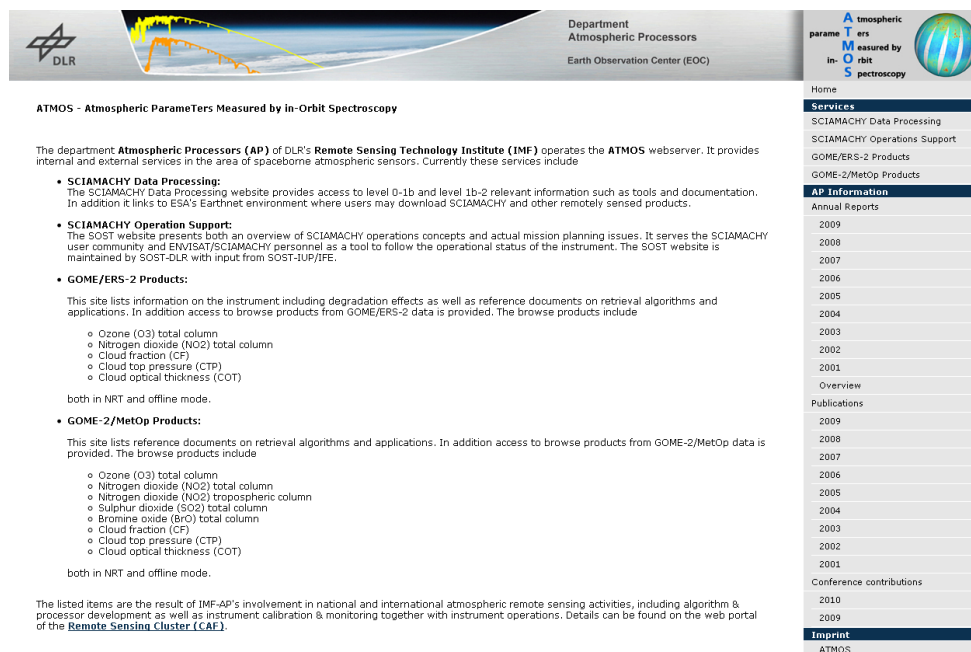 DLR
Department
Atmospheric Processors
Earth Observation Center (EOC)
A tmospheric
parame T ers
M easured by
in- O rbit
S pectroscopy
ATMOS - Atmospheric ParameTers Measured by in-Orbit Spectroscopy
The department Atmospheric Processors (AP) of DLR's Remote Sensing Technology Institute (IMF) operates the ATMOS webserver. It provides
internal and external services in the area of spaceborne atmospheric sensors. Currently these services include
• SCIAMACHY Data Processing:
The SCIAMACHY Data Processing website provides access to level 0-1b and level 1b-2 relevant information such as tools and documentation.
In addition it links to ESA's Earthnet environment where users may download SCIAMACHY and other remotely sensed products.
• SCIAMACHY Operation Support:
The SOST website presents both an overview of SCIAMACHY operations concepts and actual mission planning issues. It serves the SCIAMACHY
user community and ENVISAT/SCIAMACHY personnel as a tool to follow the operational status of the instrument. The SOST website is
maintained by SOST-DLR with input from SOST-IUP/IFE.
• GOME/ERS-2 Products:
This site lists information on the instrument including degradation effects as well as reference documents on retrieval algorithms and
applications. In addition access to browse products from GOME/ERS-2 data is provided. The browse products include
Ozone (O3) total column
Nitrogen dioxide (NO2) total column
Cloud fraction (CF)
Cloud top pressure (CTP)
Cloud optical thickness (COT)
both in NRT and offline mode.
• GOME-2/MetOp Products:
This site lists reference documents on retrieval algorithms and applications. In addition access to browse products from GOME-2/MetOp data is
provided. The browse products include
Ozone (O3) total column
Nitrogen dioxide (NO2) total column
Nitrogen dioxide (NO2) tropospheric column
Sulphur dioxide (SO2) total column
Bromine oxide (BrO) total column
Cloud fraction (CF)
Cloud top pressure (CTP)
Cloud optical thickness (COT)
both in NRT and offline mode.
The listed items are the result of IMF-AP's involvement in national and international atmospheric remote sensing activities, including algorithm &
processor development as well as instrument calibration & monitoring together with instrument operations. Details can be found on the web portal
of the Remote Sensing Cluster (CAF).
Home
Services
SCIAMACHY Data Processing
SCIAMACHY Operations Support
GOME/ERS-2 Products
GOME-2/MetOp Products
AP Information
Annual Reports
2009
2008
2007
2006
2005
2004
2003
2002
2001
Overview
Publications
2009
2008
2007
2006
2005
2004
2003
2002
2001
Conference contributions
2010
2009
Imprint
ATMOS